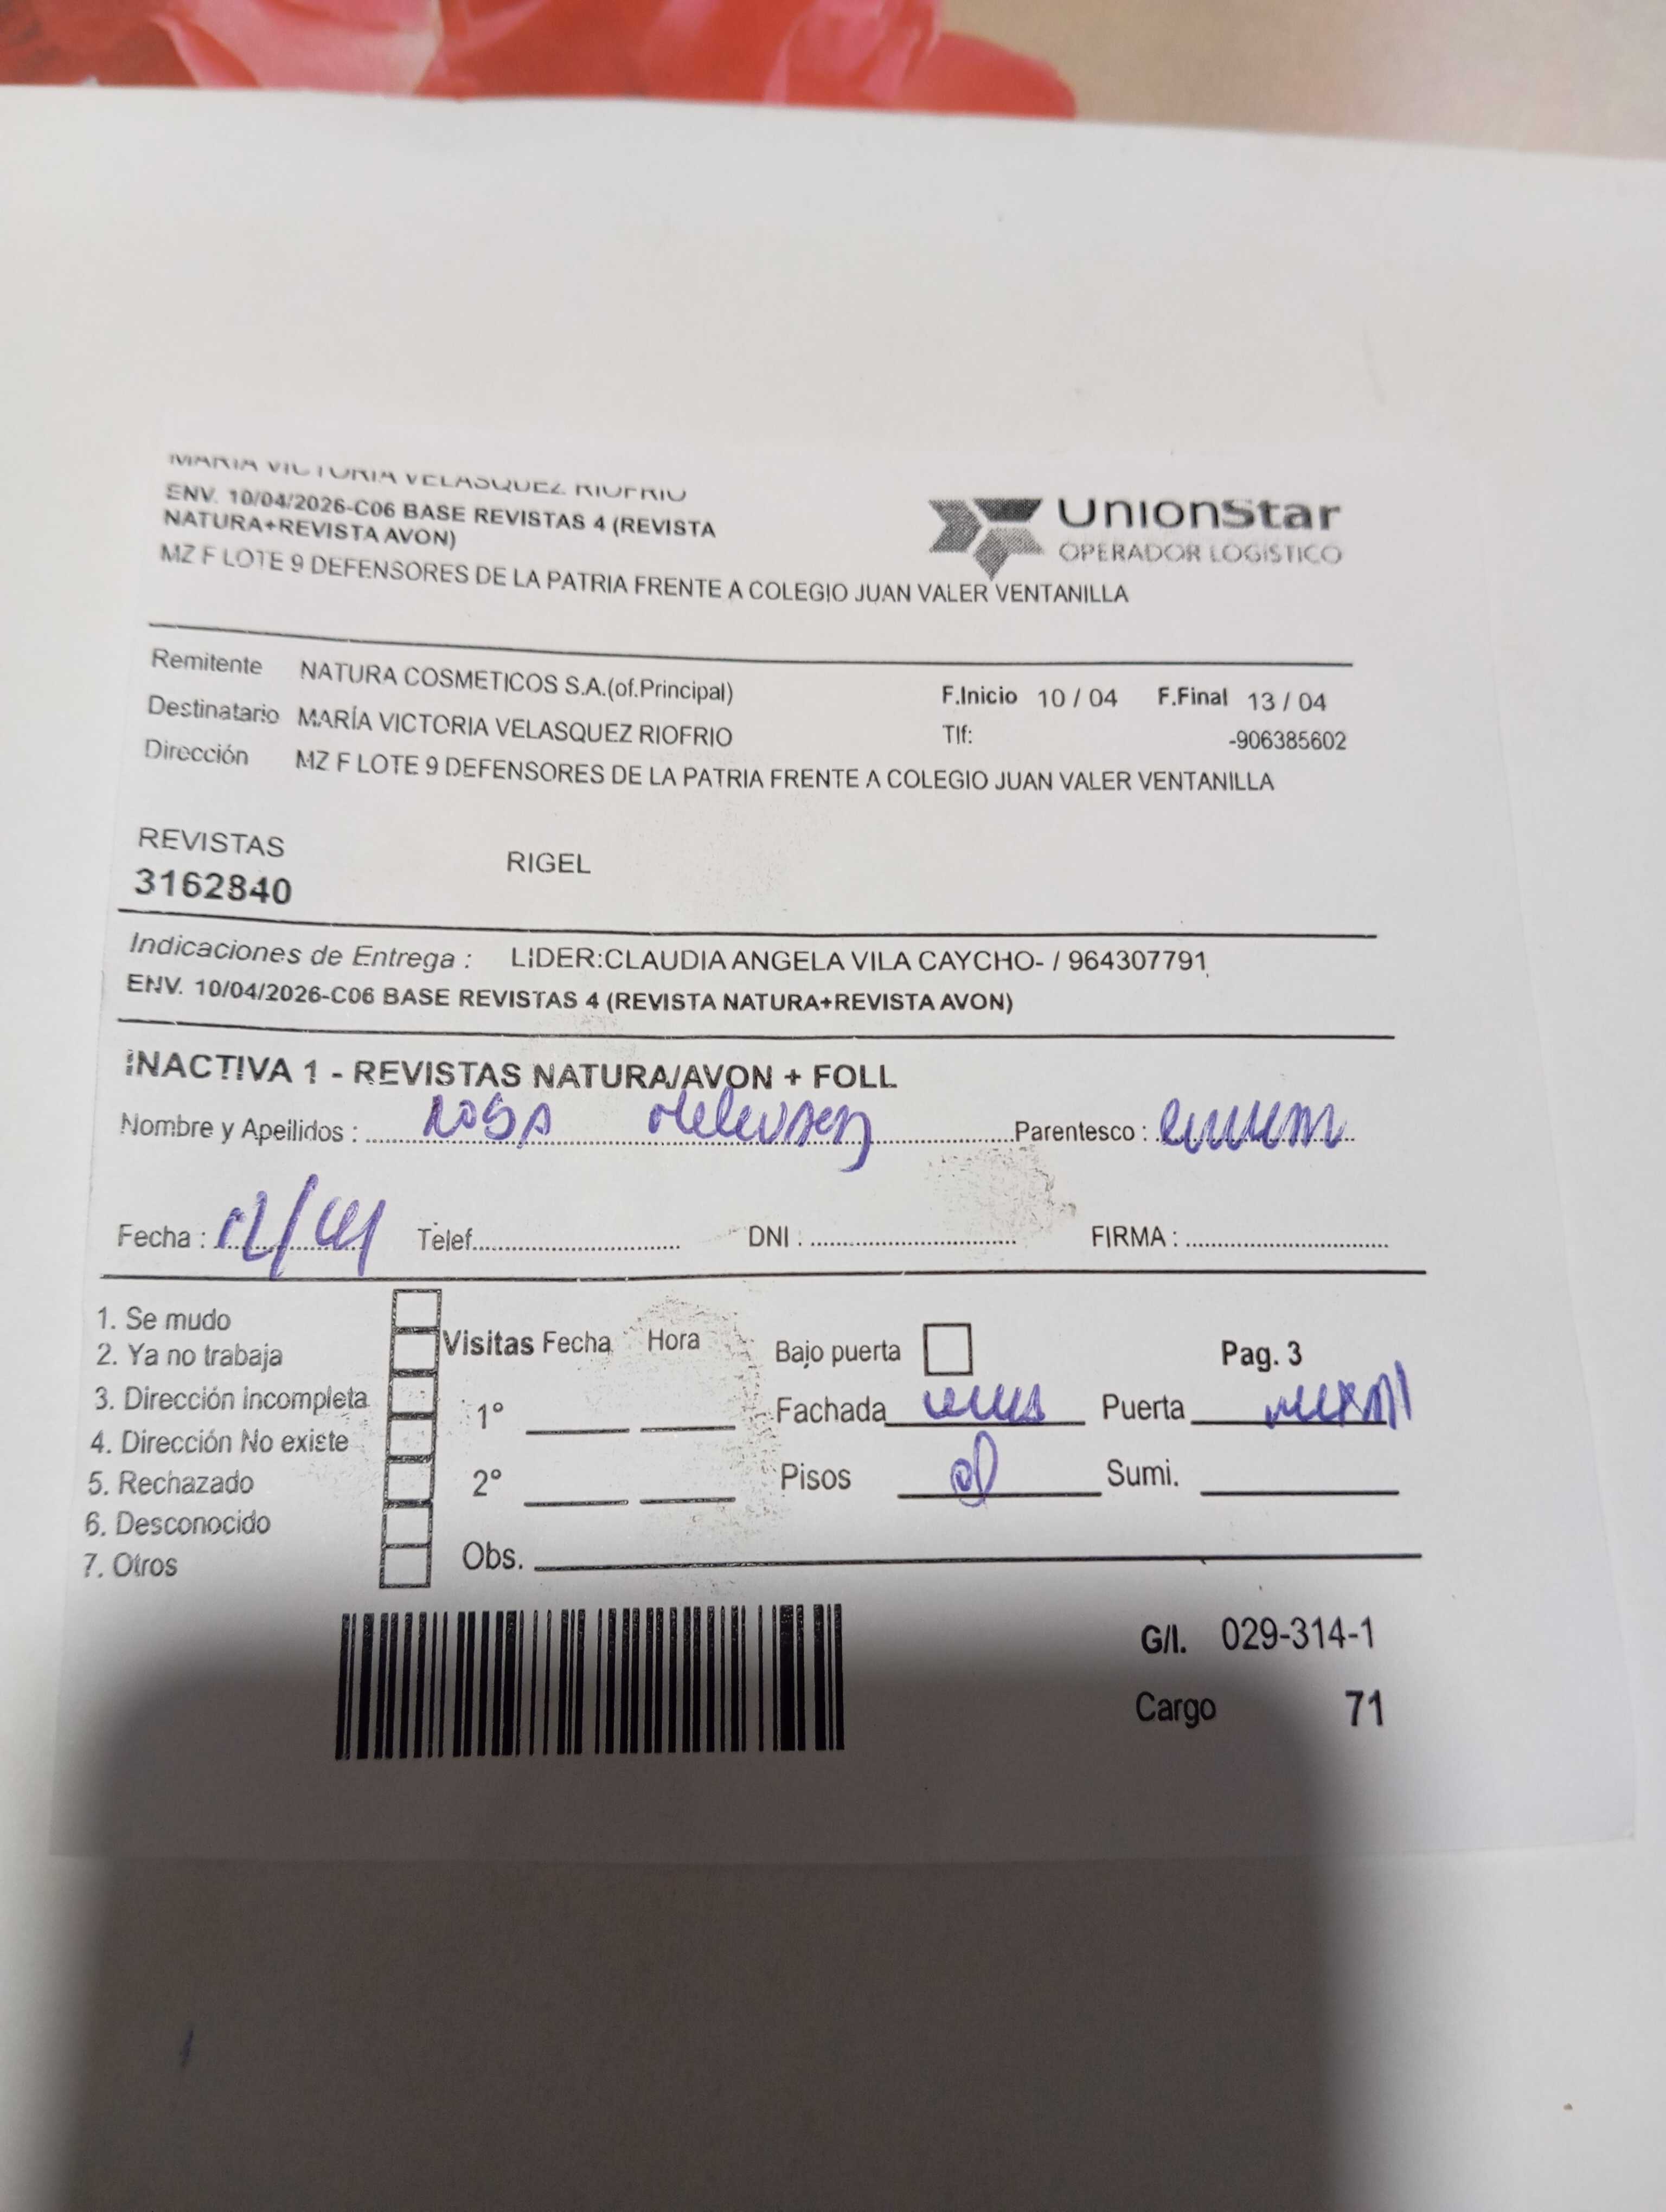 MARIA VICTORIA VELASQUEZ RIOFRIO
ENV. 10/04/2026-C06 BASE REVISTAS 4 (REVISTA
NATURA+REVISTA AVON)
UnionStar
OPERADOR LOGISTICO
MZ F LOTE 9 DEFENSORES DE LA PATRIA FRENTE A COLEGIO JUAN VALER VENTANILLA
Remitente NATURA COSMETICOS S.A.(of.Principal)
F.Inicio 10 / 04 F.Final 13 / 04
Destinatario MARÍA VICTORIA VELASQUEZ RIOFRIO
Tlf: -906385602
Dirección MZ F LOTE 9 DEFENSORES DE LA PATRIA FRENTE A COLEGIO JUAN VALER VENTANILLA
REVISTAS RIGEL
3162840
Indicaciones de Entrega : LIDER:CLAUDIA ANGELA VILA CAYCHO- / 964307791
ENV. 10/04/2026-C06 BASE REVISTAS 4 (REVISTA NATURA+REVISTA AVON)
INACTIVA 1 - REVISTAS NATURA/AVON + FOLL
Nombre y Apellidos : Rosa Parentesco :
Fecha : Telef. DNI : FIRMA :
1. Se mudo
2. Ya no trabaja
3. Dirección incompleta
4. Dirección No existe
5. Rechazado
6. Desconocido
7. Otros
Visitas Fecha Hora
1°
2°
Obs.
Bajo puerta Pag. 3
Fachada Puerta
Pisos Sumi.
G/I. 029-314-1
Cargo 71